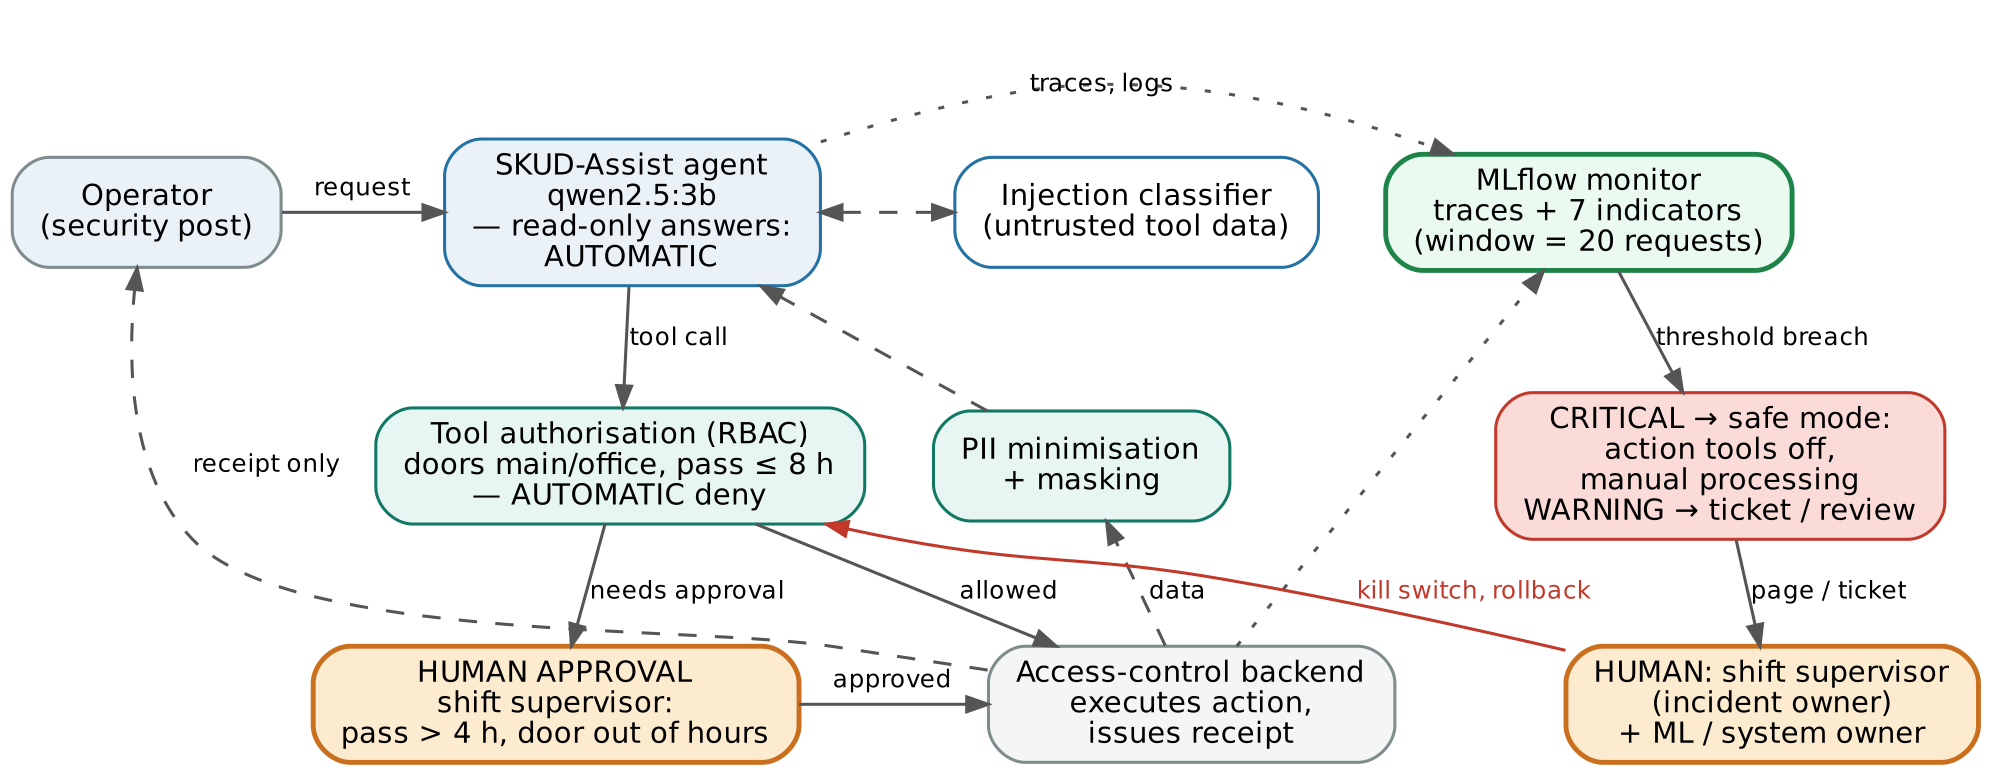 traces, logs
Operator
(security post)
request
SKUD-Assist agent
qwen2.5:3b
— read-only answers:
AUTOMATIC
Injection classifier
(untrusted tool data)
MLflow monitor
traces + 7 indicators
(window = 20 requests)
tool call
threshold breach
receipt only
Tool authorisation (RBAC)
doors main/office, pass ≤ 8 h
— AUTOMATIC deny
PII minimisation
+ masking
CRITICAL → safe mode:
action tools off,
manual processing
WARNING → ticket / review
needs approval
allowed
data
kill switch, rollback
page / ticket
HUMAN APPROVAL
shift supervisor:
pass > 4 h, door out of hours
approved
Access-control backend
executes action,
issues receipt
HUMAN: shift supervisor
(incident owner)
+ ML / system owner